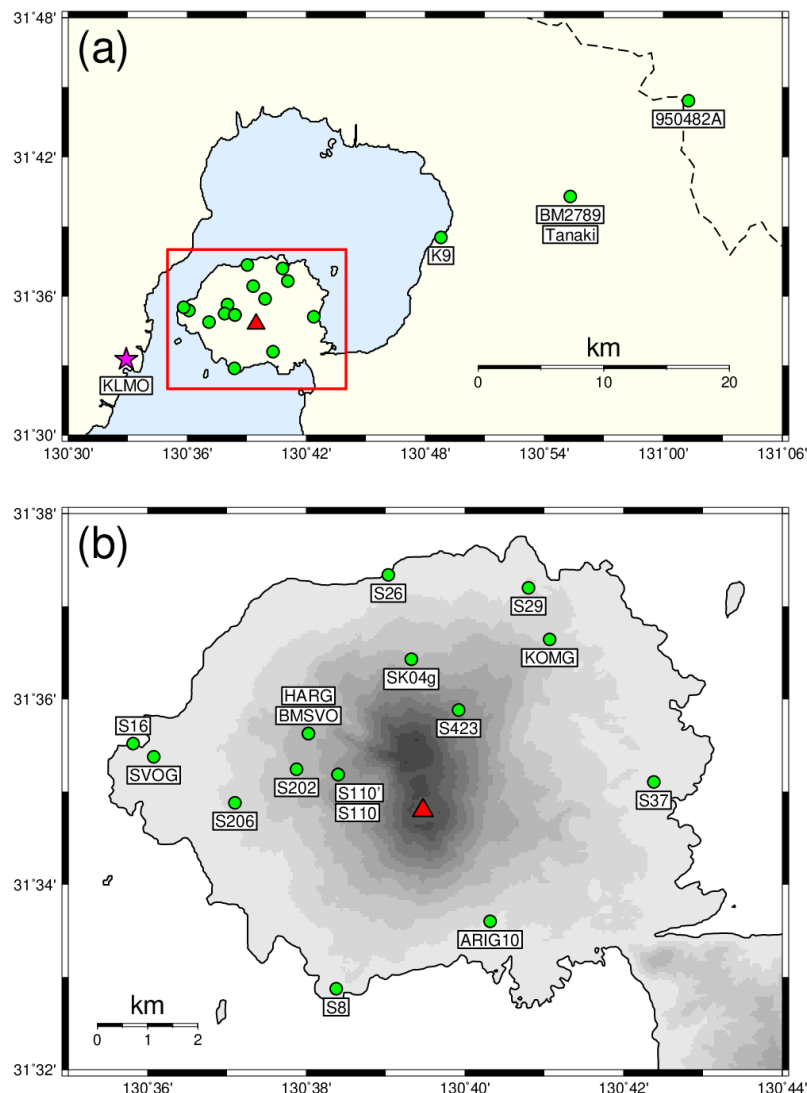 31°48'
(a)
950482A
31°42'
BM2789
Tanaki
K9
31°36'
km
KLMO
0 10 20
31°30'
130°30' 130°36' 130°42' 130°48' 130°54' 131°00' 131°06'
31°38'
(b)
S26
S29
KOMG
SK04g
31°36'
HARG
BMSVO
S16
S423
SVOG
S202
S110'
S37
S206
S110
31°34'
ARIG10
km
S8
0 1 2
31°32'
130°36' 130°38' 130°40' 130°42' 130°44'